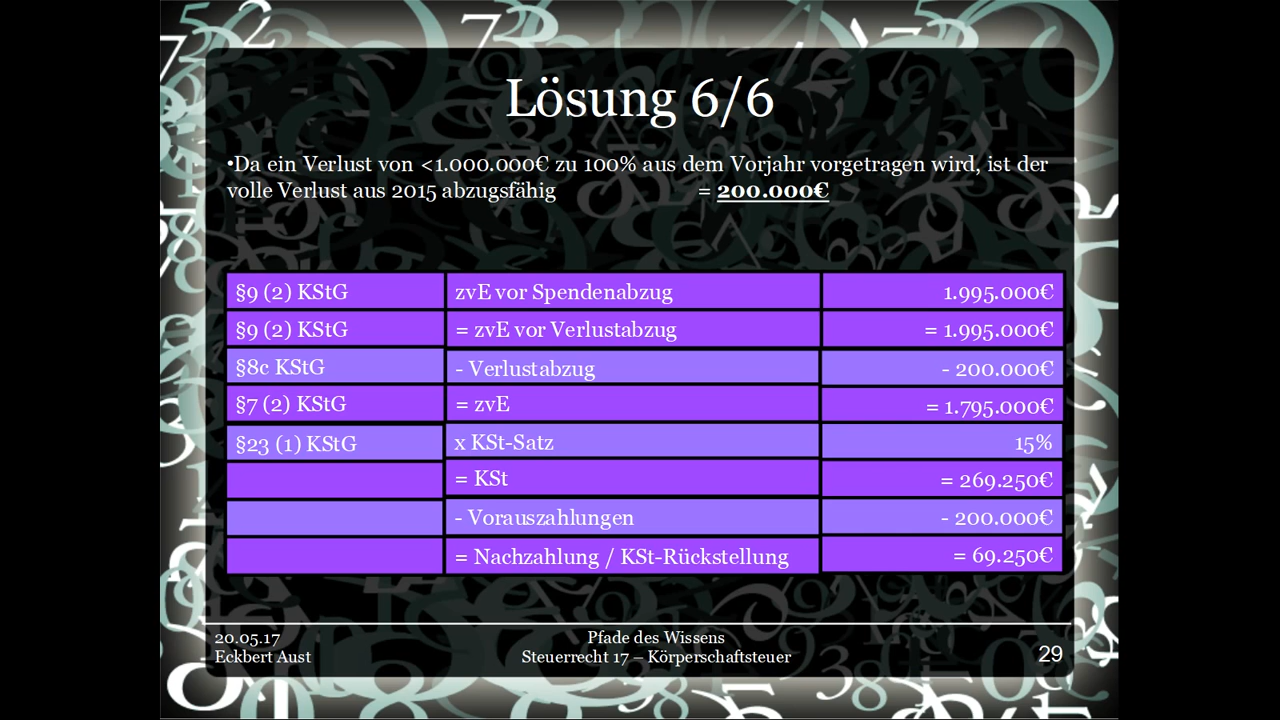 Lösung 6/6
•Da ein Verlust von <1.000.000€ zu 100% aus dem Vorjahr vorgetragen wird, ist der
volle Verlust aus 2015 abzugsfähig = 200.000€
§9 (2) KStG zvE vor Spendenabzug 1.995.000€
§9 (2) KStG = zvE vor Verlustabzug = 1.995.000€
§8c KStG - Verlustabzug - 200.000€
§7 (2) KStG = zvE = 1.795.000€
§23 (1) KStG x KSt-Satz 15%
= KSt = 269.250€
- Vorauszahlungen - 200.000€
= Nachzahlung / KSt-Rückstellung = 69.250€
20.05.17 Pfade des Wissens
Eckbert Aust Steuerrecht 17 – Körperschaftsteuer 29